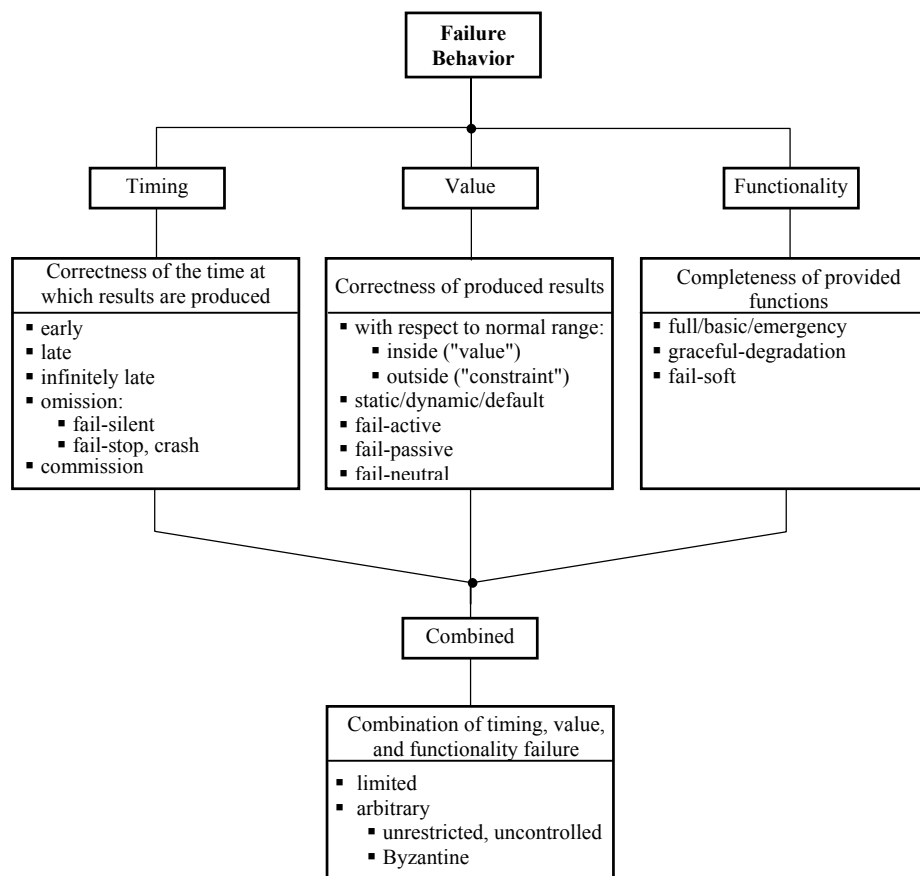 Failure
Behavior
Timing
Value
Functionality
Correctness of the time at
which results are produced
▪ early
▪ late
▪ infinitely late
▪ omission:
▪ fail-silent
▪ fail-stop, crash
▪ commission
Correctness of produced results
▪ with respect to normal range:
▪ inside ("value")
▪ outside ("constraint")
▪ static/dynamic/default
▪ fail-active
▪ fail-passive
▪ fail-neutral
Completeness of provided
functions
▪ full/basic/emergency
▪ graceful-degradation
▪ fail-soft
Combined
Combination of timing, value,
and functionality failure
▪ limited
▪ arbitrary
▪ unrestricted, uncontrolled
▪ Byzantine